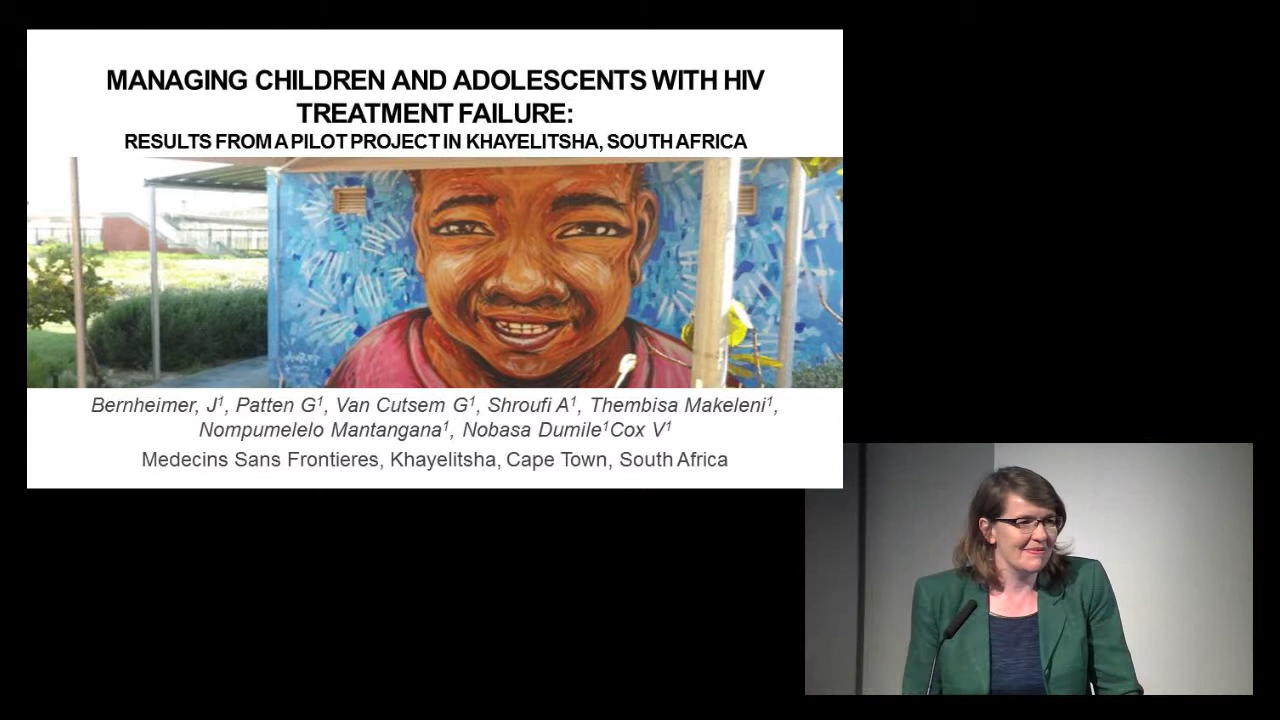 MANAGING CHILDREN AND ADOLESCENTS WITH HIV
TREATMENT FAILURE:
RESULTS FROM A PILOT PROJECT IN KHAYELITSHA, SOUTH AFRICA
Bernheimer, J¹, Patten G¹, Van Cutsem G¹, Shroufi A¹, Thembisa Makeleni¹,
Nompumelelo Mantangana¹, Nobasa Dumile¹Cox V¹
Medecins Sans Frontieres, Khayelitsha, Cape Town, South Africa